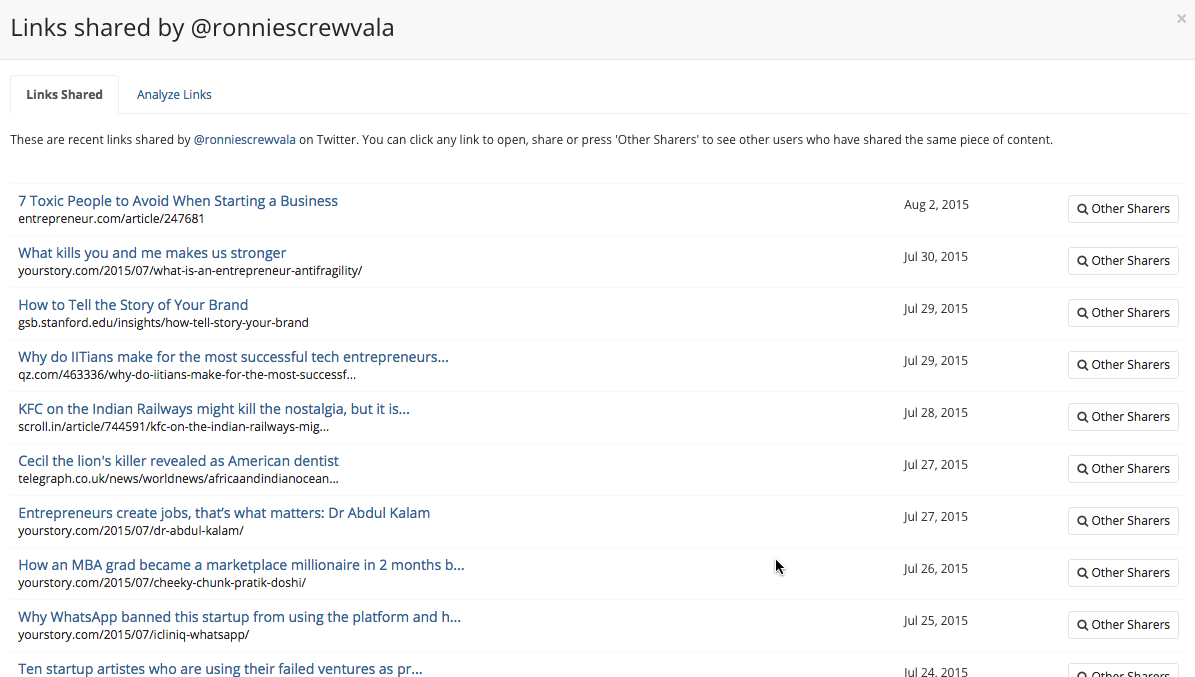 Links shared by @ronniescrewvala
×
Links Shared
Analyze Links
These are recent links shared by @ronniescrewvala on Twitter. You can click any link to open, share or press 'Other Sharers' to see other users who have shared the same piece of content.
7 Toxic People to Avoid When Starting a Business
entrepreneur.com/article/247681
Aug 2, 2015
Other Sharers
What kills you and me makes us stronger
yourstory.com/2015/07/what-is-an-entrepreneur-antifragility/
Jul 30, 2015
Other Sharers
How to Tell the Story of Your Brand
gsb.stanford.edu/insights/how-tell-story-your-brand
Jul 29, 2015
Other Sharers
Why do IITians make for the most successful tech entrepreneurs...
qz.com/463336/why-do-iitians-make-for-the-most-successf...
Jul 29, 2015
Other Sharers
KFC on the Indian Railways might kill the nostalgia, but it is...
scroll.in/article/744591/kfc-on-the-indian-railways-mig...
Jul 28, 2015
Other Sharers
Cecil the lion's killer revealed as American dentist
telegraph.co.uk/news/worldnews/africaandindianocean...
Jul 27, 2015
Other Sharers
Entrepreneurs create jobs, that's what matters: Dr Abdul Kalam
yourstory.com/2015/07/dr-abdul-kalam/
Jul 27, 2015
Other Sharers
How an MBA grad became a marketplace millionaire in 2 months b...
yourstory.com/2015/07/cheeky-chunk-pratik-doshi/
Jul 26, 2015
Other Sharers
Why WhatsApp banned this startup from using the platform and h...
yourstory.com/2015/07/icliniq-whatsapp/
Jul 25, 2015
Other Sharers
Ten startup artistes who are using their failed ventures as pr...
Jul 24, 2015
Other Sharers